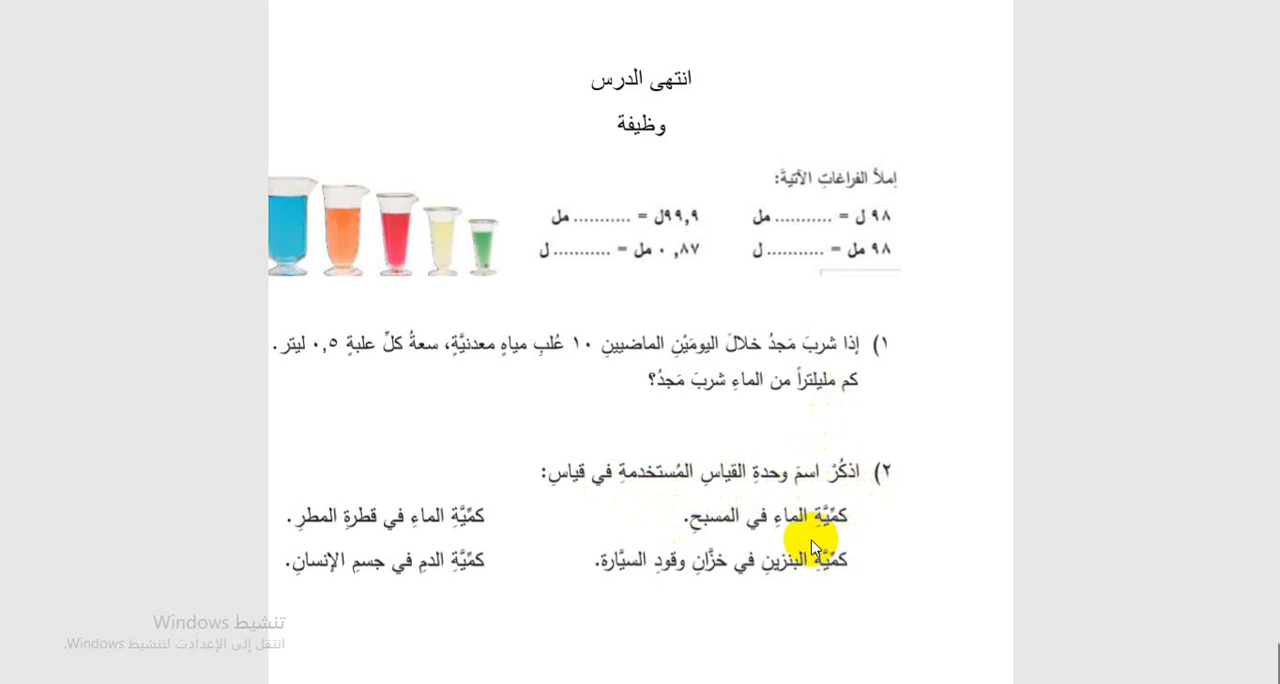 انتهى الدرس
وظيفة
إملأ الفراغاتِ الآتيةَ:
٩٨ ل = ........... مل
٩٩,٩ل = ........... مل
٩٨ مل = ........... ل
٠,٨٧ مل = ........... ل
١) إذا شربَ مَجدُ خلالَ اليومَيْنِ الماضيينِ ١٠ عُلبِ مياهٍ معدنيَّةٍ، سعةُ كلِّ علبةٍ ٠,٥ ليتر.
كم مليلتراً من الماءِ شربَ مَجدُ؟
٢) اذكُرْ اسمَ وحدةِ القياسِ المُستخدمةِ في قياسِ:
كمِّيَّةِ الماءِ في المسبحِ.
كمِّيَّةِ الماءِ في قطرةِ المطرِ.
كمِّيَّةِ البنزينِ في خزَّانِ وقودِ السيَّارة.
كمِّيَّةِ الدمِ في جسمِ الإنسانِ.
تنشيط Windows
انتقل إلى الإعدادت لتنشيط Windows.